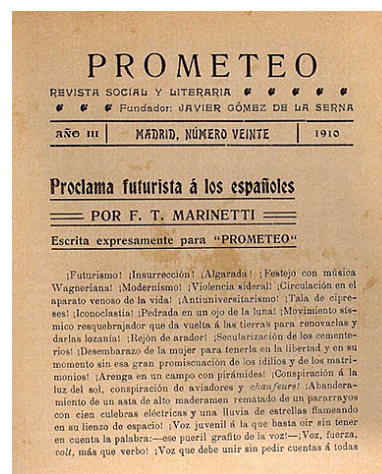 PROMETEO
REVISTA SOCIAL Y LITERARIA
Fundador: JAVIER GÓMEZ DE LA SERNA
AÑO III | MADRID, NÚMERO VEINTE | 1910
Proclama futurista á los españoles
POR F. T. MARINETTI
Escrita expresamente para “PROMETEO“
¡Futurismo! ¡Insurrección! ¡Algarada! ¡Festejo con música
Wagneriana! ¡Modernismo! ¡Violencia sideral! ¡Circulación en el
aparato venoso de la vida! ¡Antiuniversitarismo! ¡Tala de cipre-
ses! ¡Iconoclastia! ¡Pedrada en un ojo de la luna! ¡Movimiento sís-
mico resquebrajador que da vuelta á las tierras para renovarlas y
darlas lozanía! ¡Rejón de arador! ¡Secularización de los cemente-
rios! ¡Desembarazo de la mujer para tenerla en la libertad y en su
momento sin esa gran promiscuación de los idilios y de los matri-
monios! ¡Arenga en un campo con pirámides! ¡Conspiración á la
luz del sol, conspiración de aviadores y chauffeurs! ¡Abandera-
miento de un asta de alto maderamen rematado de un pararrayos
con cien culebras eléctricas y una lluvia de estrellas flameando
en su lienzo de espacio! ¡Voz juvenil á la que basta oir sin tener
en cuenta la palabra:—ese pueril grafito de la voz!—¡Voz, fuerza,
volt, más que verbo! ¡Voz que debe unir sin pedir cuentas á todas